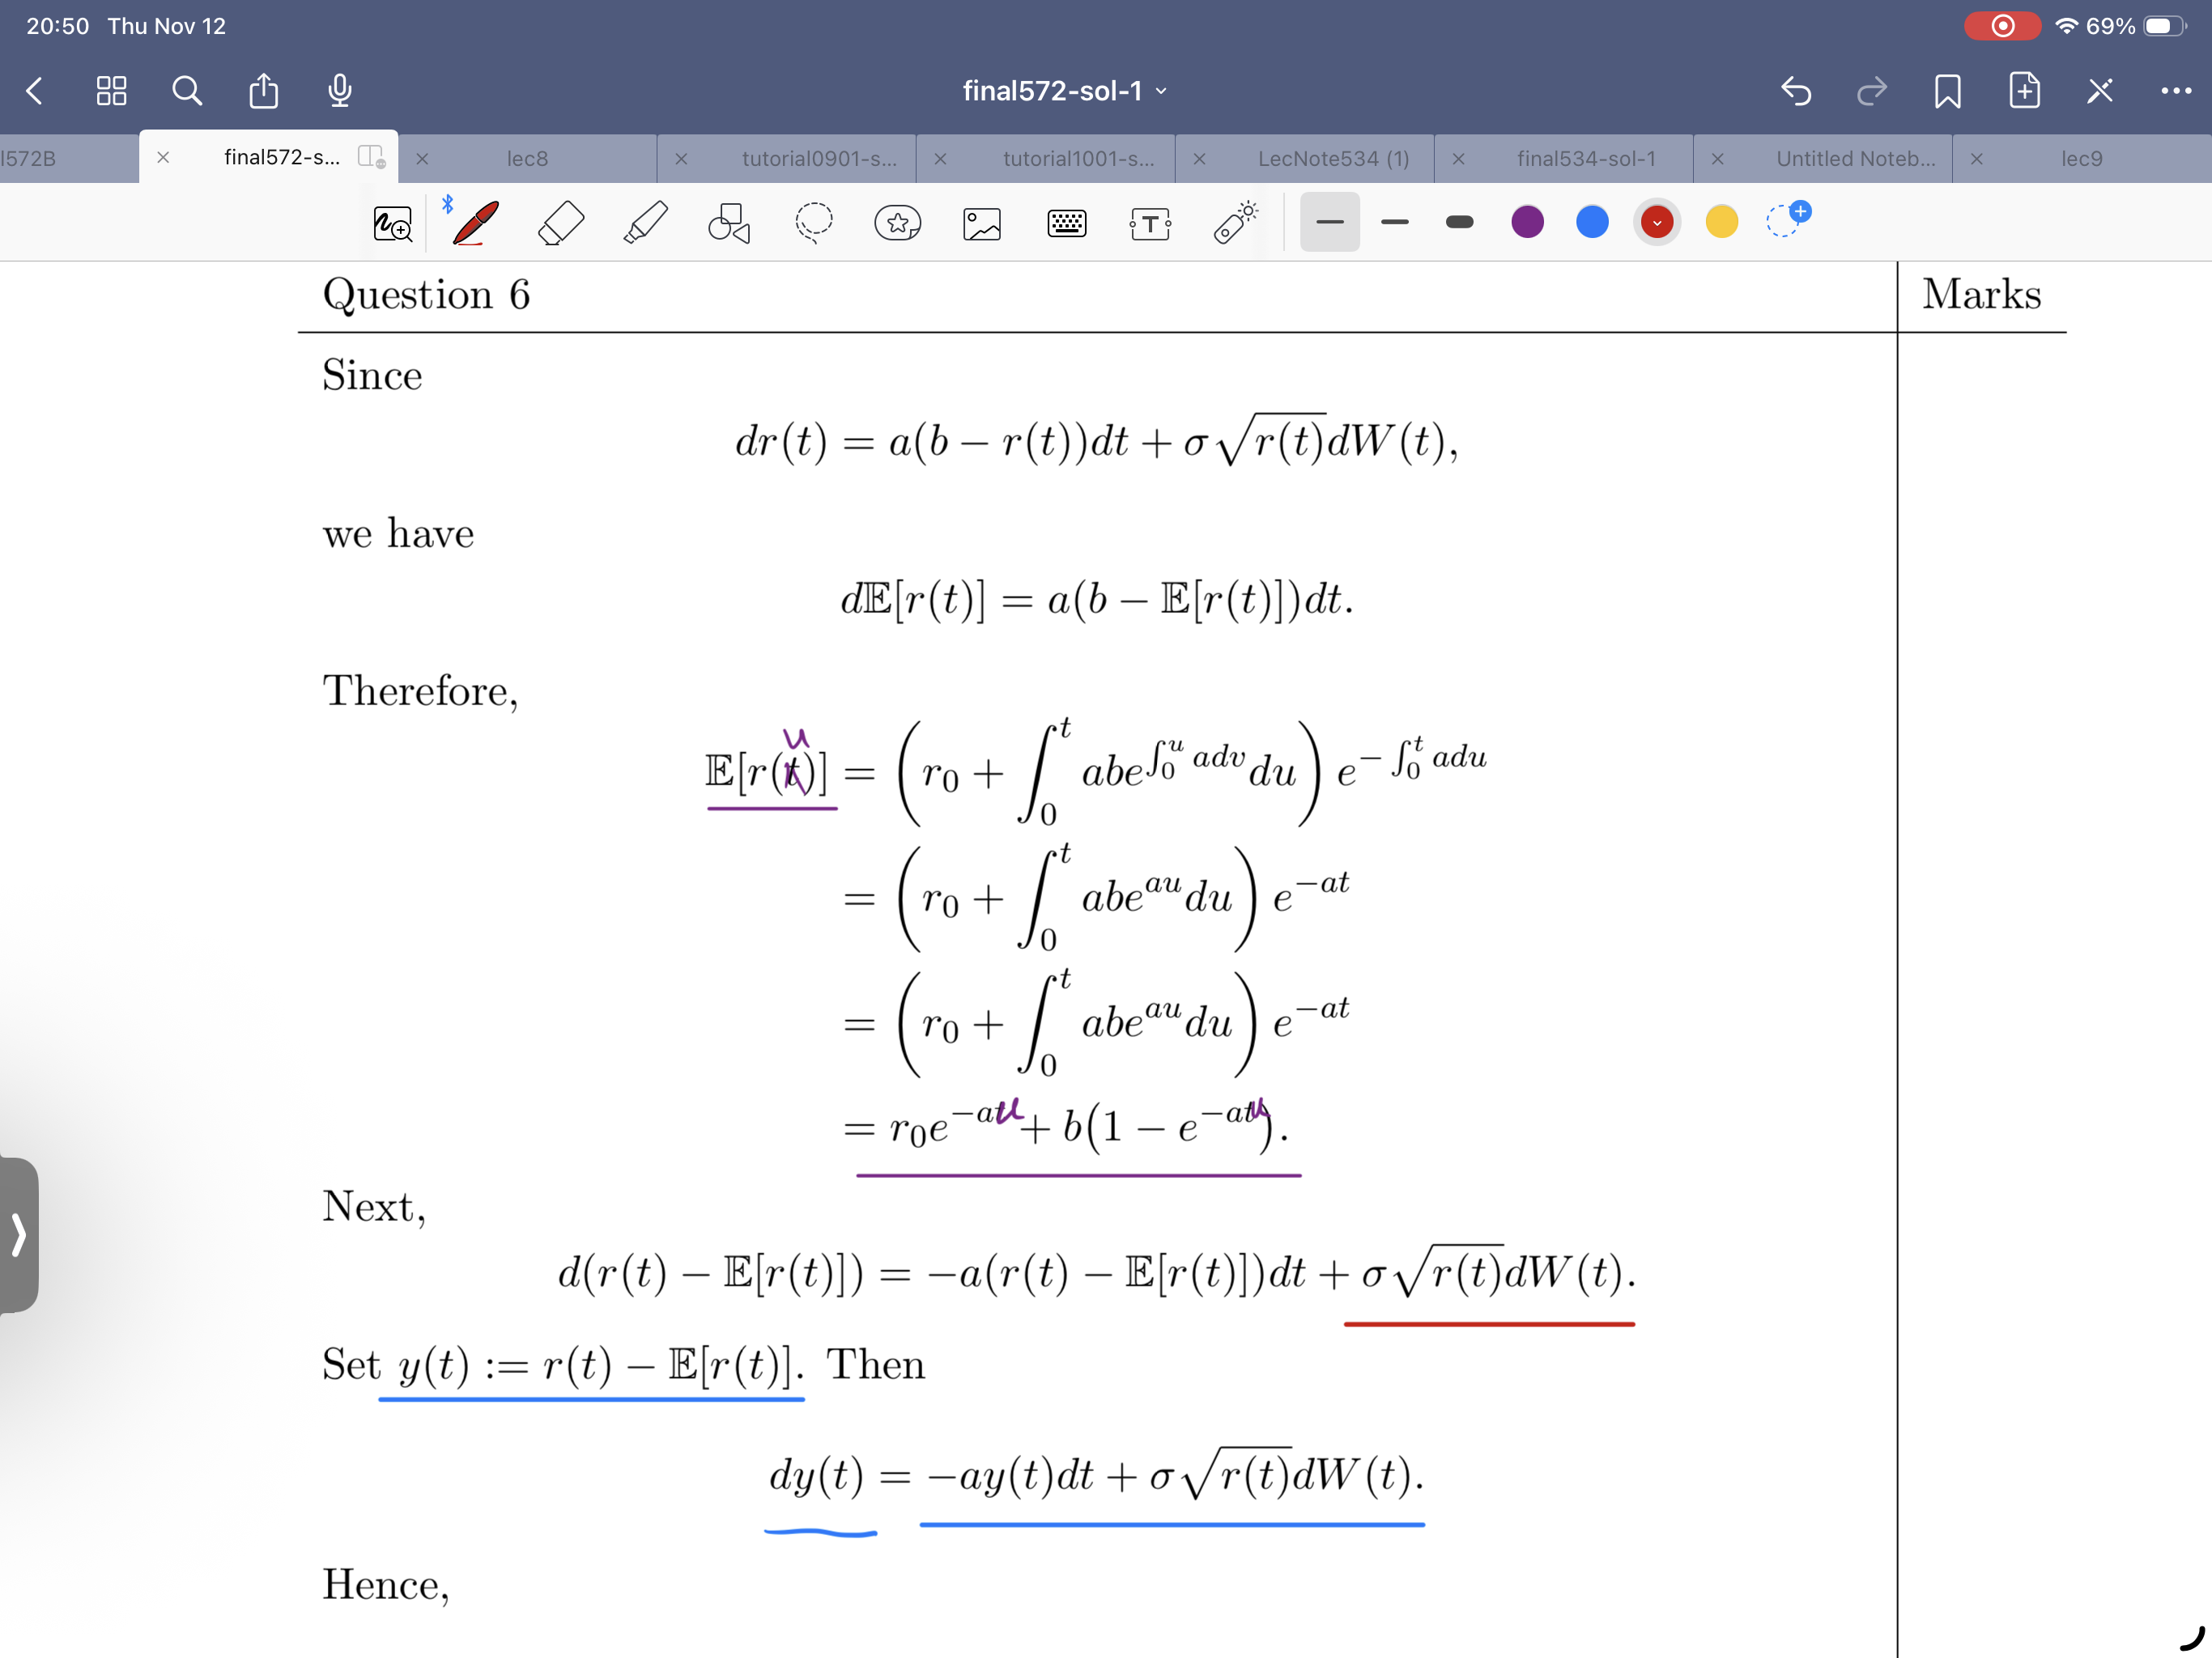 20:50 Thu Nov 12 69%
final572-sol-1
l572B final572-s... lec8 tutorial0901-s... tutorial1001-s... LecNote534 (1) final534-sol-1 Untitled Noteb... lec9
Question 6 Marks
Since
dr(t) = a(b − r(t))dt + σ√r(t)dW(t),
we have
d𝔼[r(t)] = a(b − 𝔼[r(t)])dt.
Therefore,
u
𝔼[r(t)] = (r₀ + ∫₀ᵗ abe^{∫₀ᵘ adv}du) e^{−∫₀ᵗ adu}
= (r₀ + ∫₀ᵗ abe^{au}du) e^{−at}
= (r₀ + ∫₀ᵗ abe^{au}du) e^{−at}
= r₀e^{−at} u + b(1 − e^{−at} u).
Next,
d(r(t) − 𝔼[r(t)]) = −a(r(t) − 𝔼[r(t)])dt + σ√r(t)dW(t).
Set y(t) := r(t) − 𝔼[r(t)]. Then
dy(t) = −ay(t)dt + σ√r(t)dW(t).
Hence,